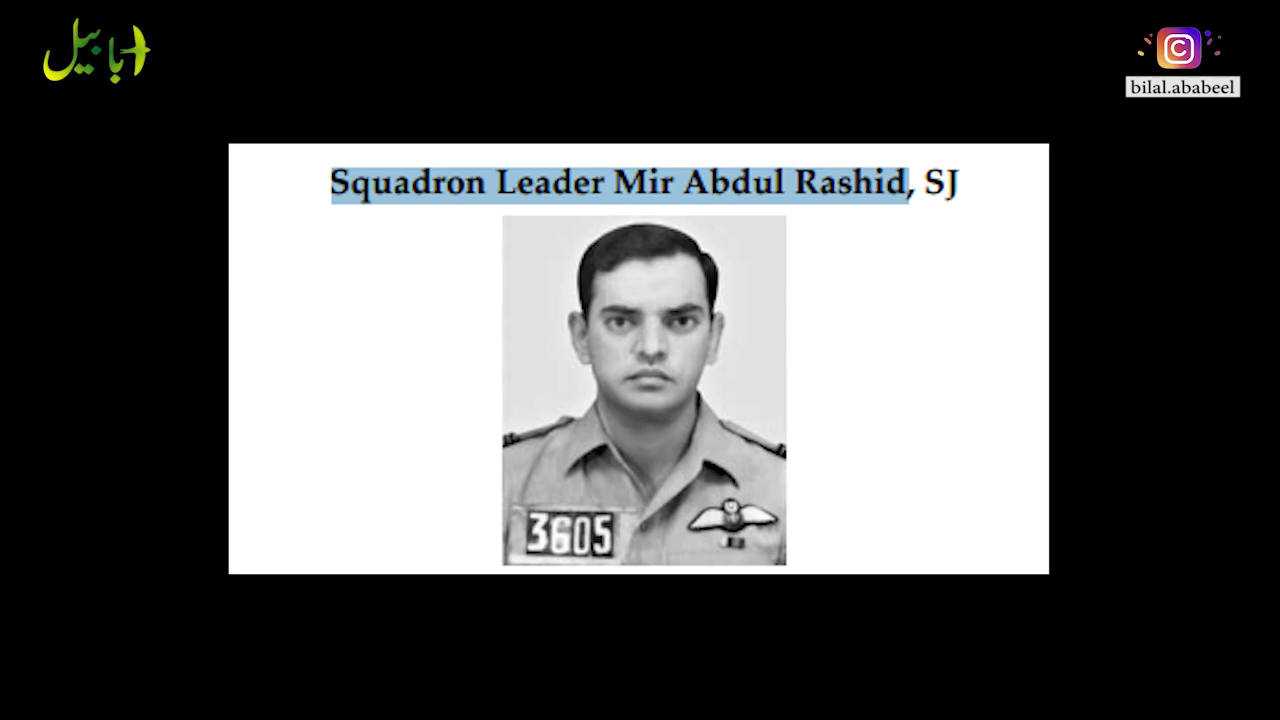 ابابیل
bilal.ababeel
Squadron Leader Mir Abdul Rashid, SJ
3605